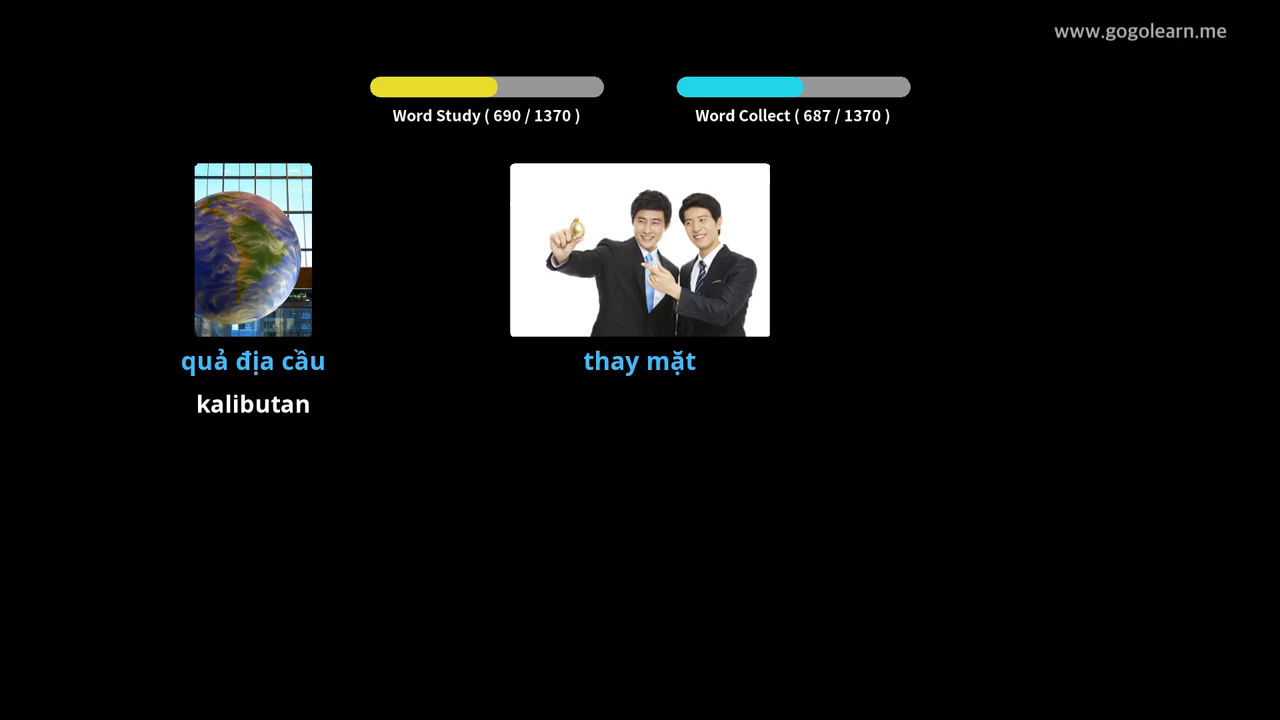 www.gogolearn.me
Word Study ( 690 / 1370 )
Word Collect ( 687 / 1370 )
quả địa cầu
kalibutan
thay mặt